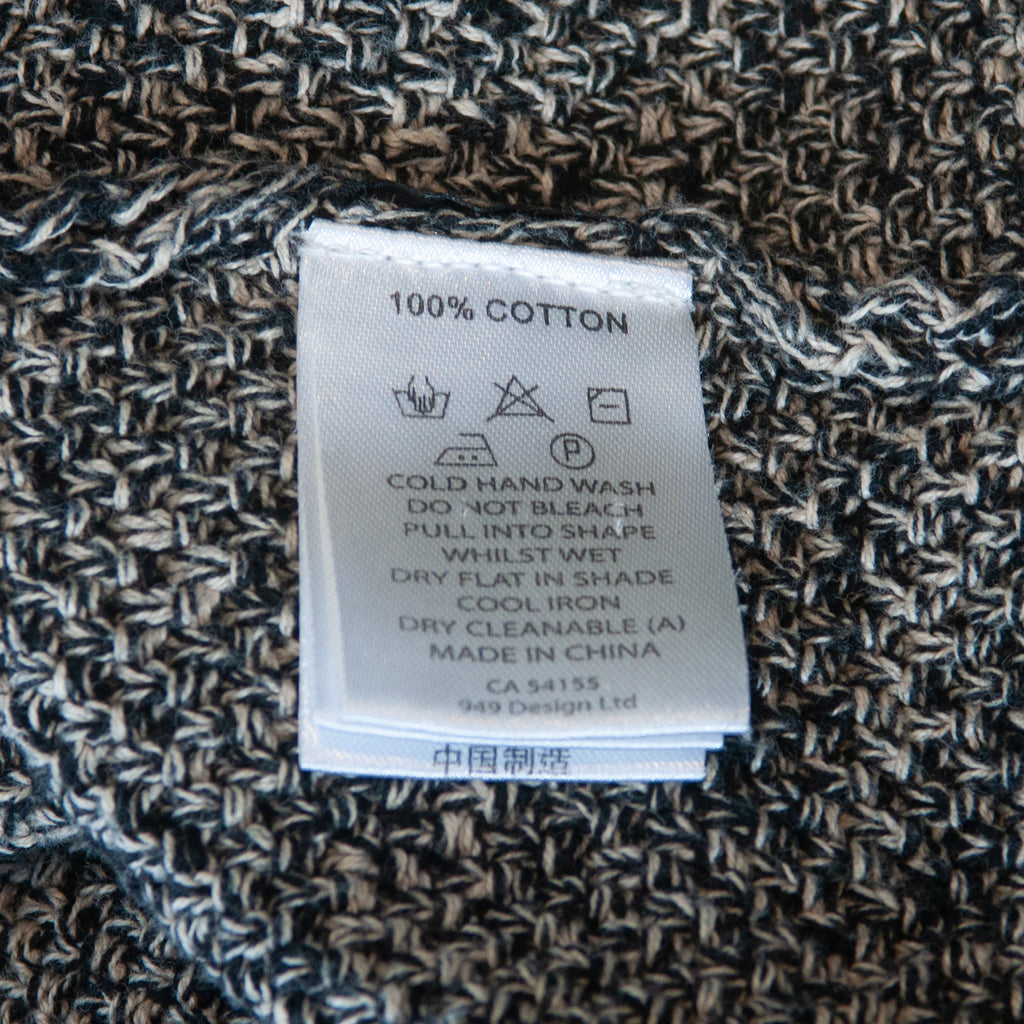 100% COTTON
P
COLD HAND WASH
DO NOT BLEACH
PULL INTO SHAPE
WHILST WET
DRY FLAT IN SHADE
COOL IRON
DRY CLEANABLE (A)
MADE IN CHINA
CA 54155
949 Design Ltd
中国制造